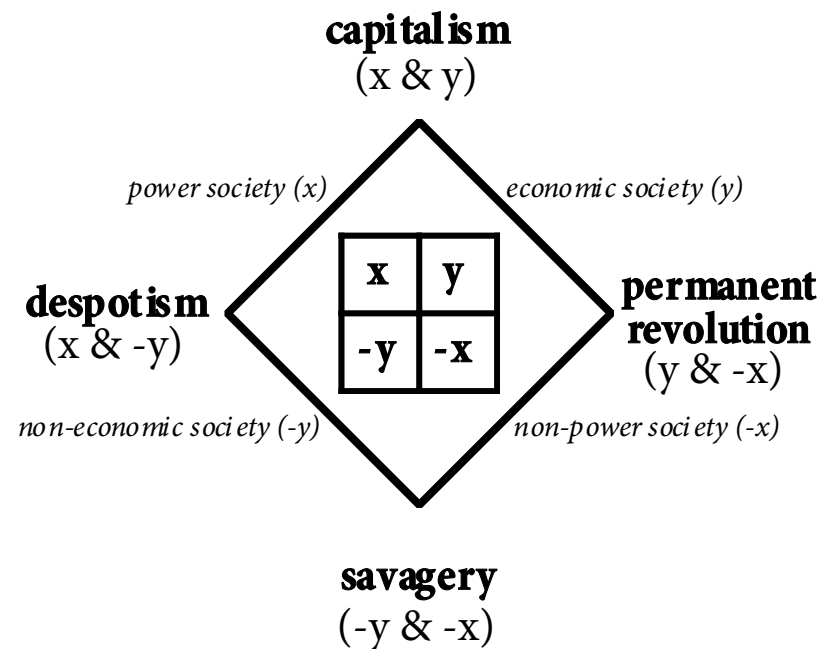 capitalism
(x & y)
power society (x)
economic society (y)
x y
despotism
(x & -y)
permanent
revolution
(y & -x)
-y -x
non-economic society (-y)
non-power society (-x)
savagery
(-y & -x)